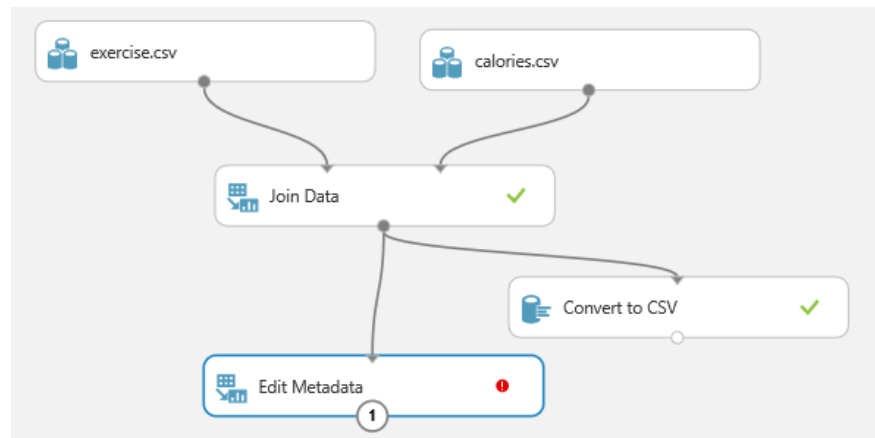 exercise.csv
calories.csv
Join Data
Convert to CSV
Edit Metadata
1